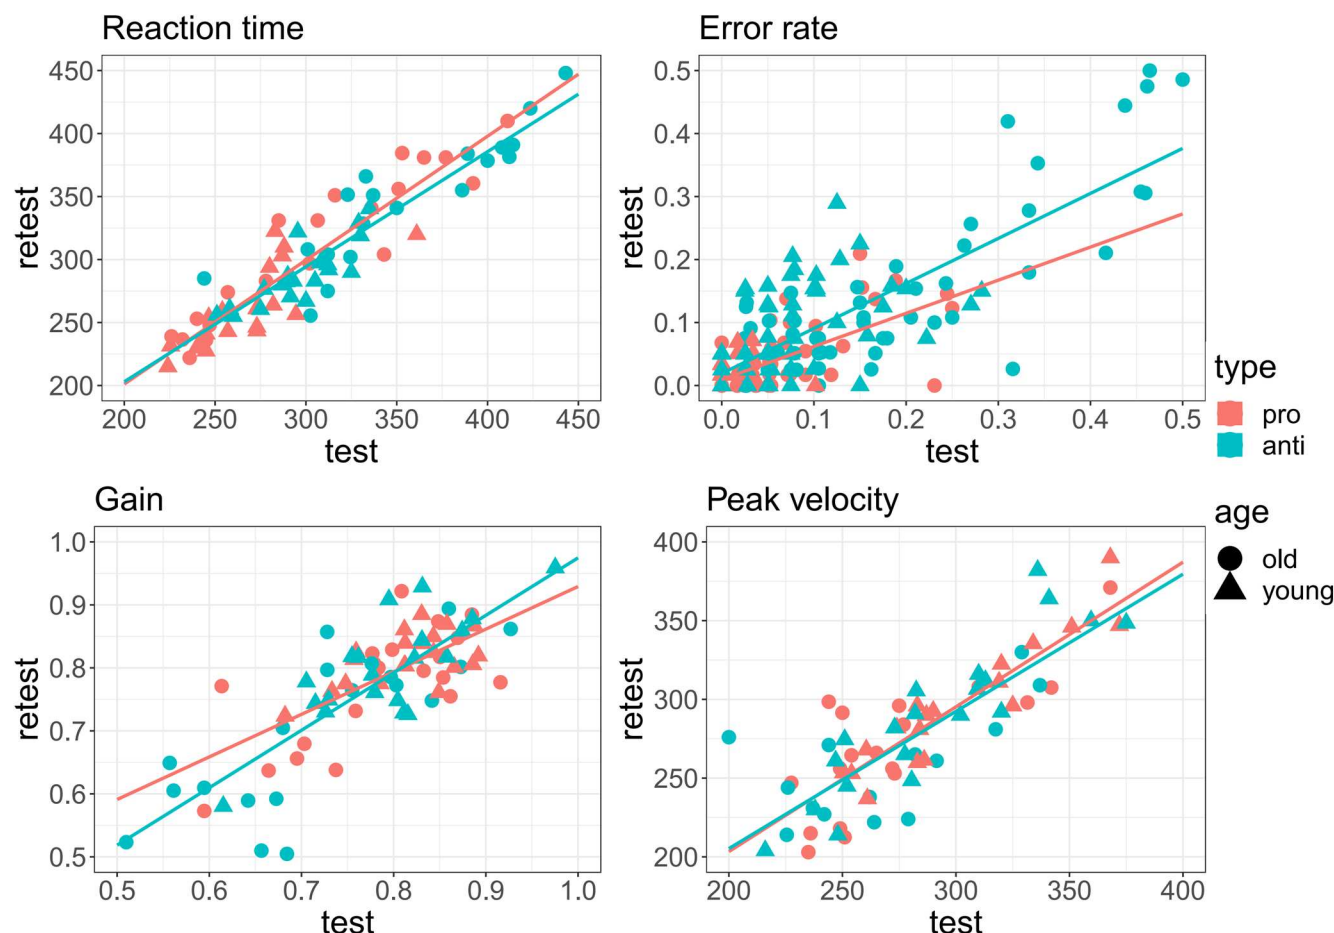 Reaction time
450
400
350
300
250
200
retest
200 250 300 350 400 450
test
Error rate
0.5
0.4
0.3
0.2
0.1
0.0
retest
0.0 0.1 0.2 0.3 0.4 0.5
test
Gain
1.0
0.9
0.8
0.7
0.6
0.5
retest
0.5 0.6 0.7 0.8 0.9 1.0
test
Peak velocity
400
350
300
250
200
retest
200 250 300 350 400
test
type
pro
anti
age
old
young